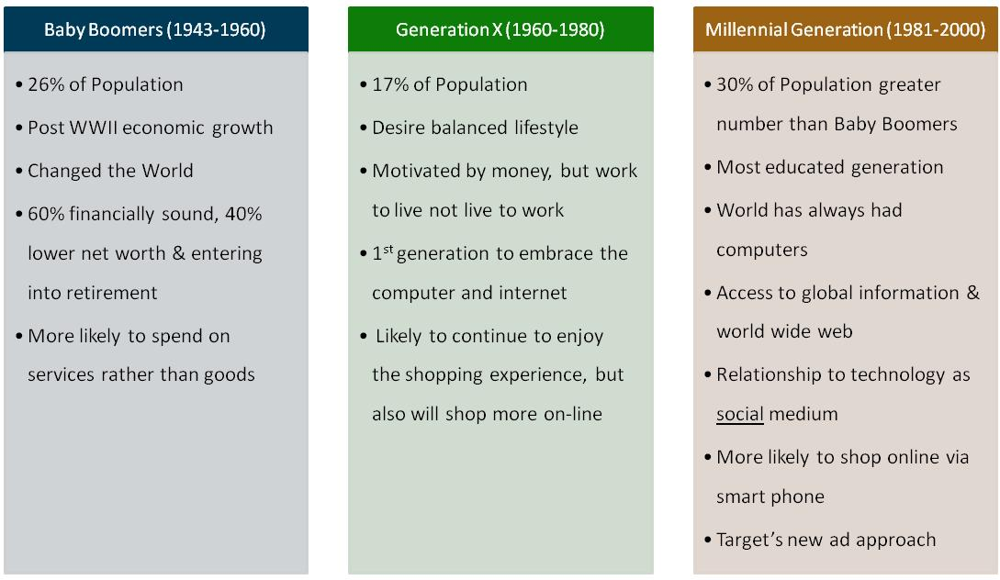 Baby Boomers (1943-1960)
• 26% of Population
• Post WWII economic growth
• Changed the World
• 60% financially sound, 40%
lower net worth & entering
into retirement
• More likely to spend on
services rather than goods
Generation X (1960-1980)
• 17% of Population
• Desire balanced lifestyle
• Motivated by money, but work
to live not live to work
• 1st generation to embrace the
computer and internet
• Likely to continue to enjoy
the shopping experience, but
also will shop more on-line
Millennial Generation (1981-2000)
• 30% of Population greater
number than Baby Boomers
• Most educated generation
• World has always had
computers
• Access to global information &
world wide web
• Relationship to technology as
social medium
• More likely to shop online via
smart phone
• Target's new ad approach